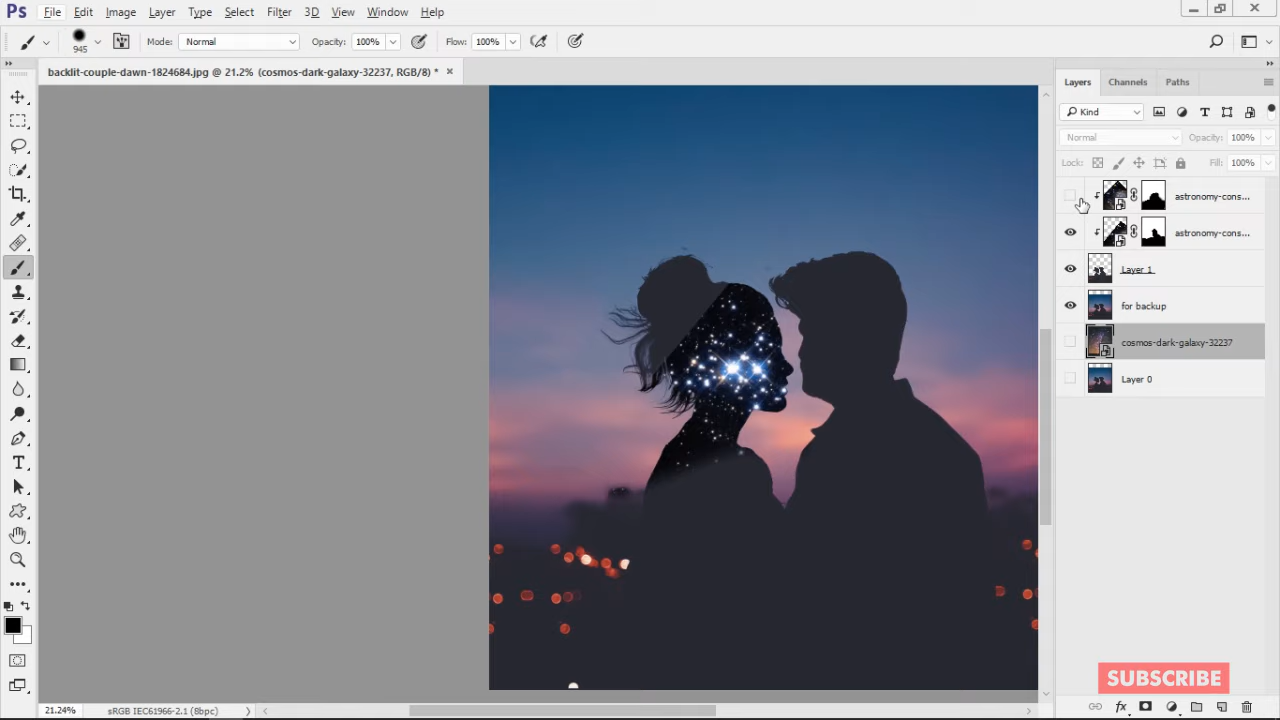 Ps File Edit Image Layer Type Select Filter 3D View Window Help
945 Mode: Normal Opacity: 100% Flow: 100%
backlit-couple-dawn-1824684.jpg @ 21.2% (cosmos-dark-galaxy-32237, RGB/8) * ×
Layers Channels Paths
Kind
Normal Opacity: 100%
Lock: Fill: 100%
astronomy-cons...
astronomy-cons...
Layer 1
for backup
cosmos-dark-galaxy-32237
Layer 0
SUBSCRIBE
21.24% sRGB IEC61966-2.1 (8bpc)